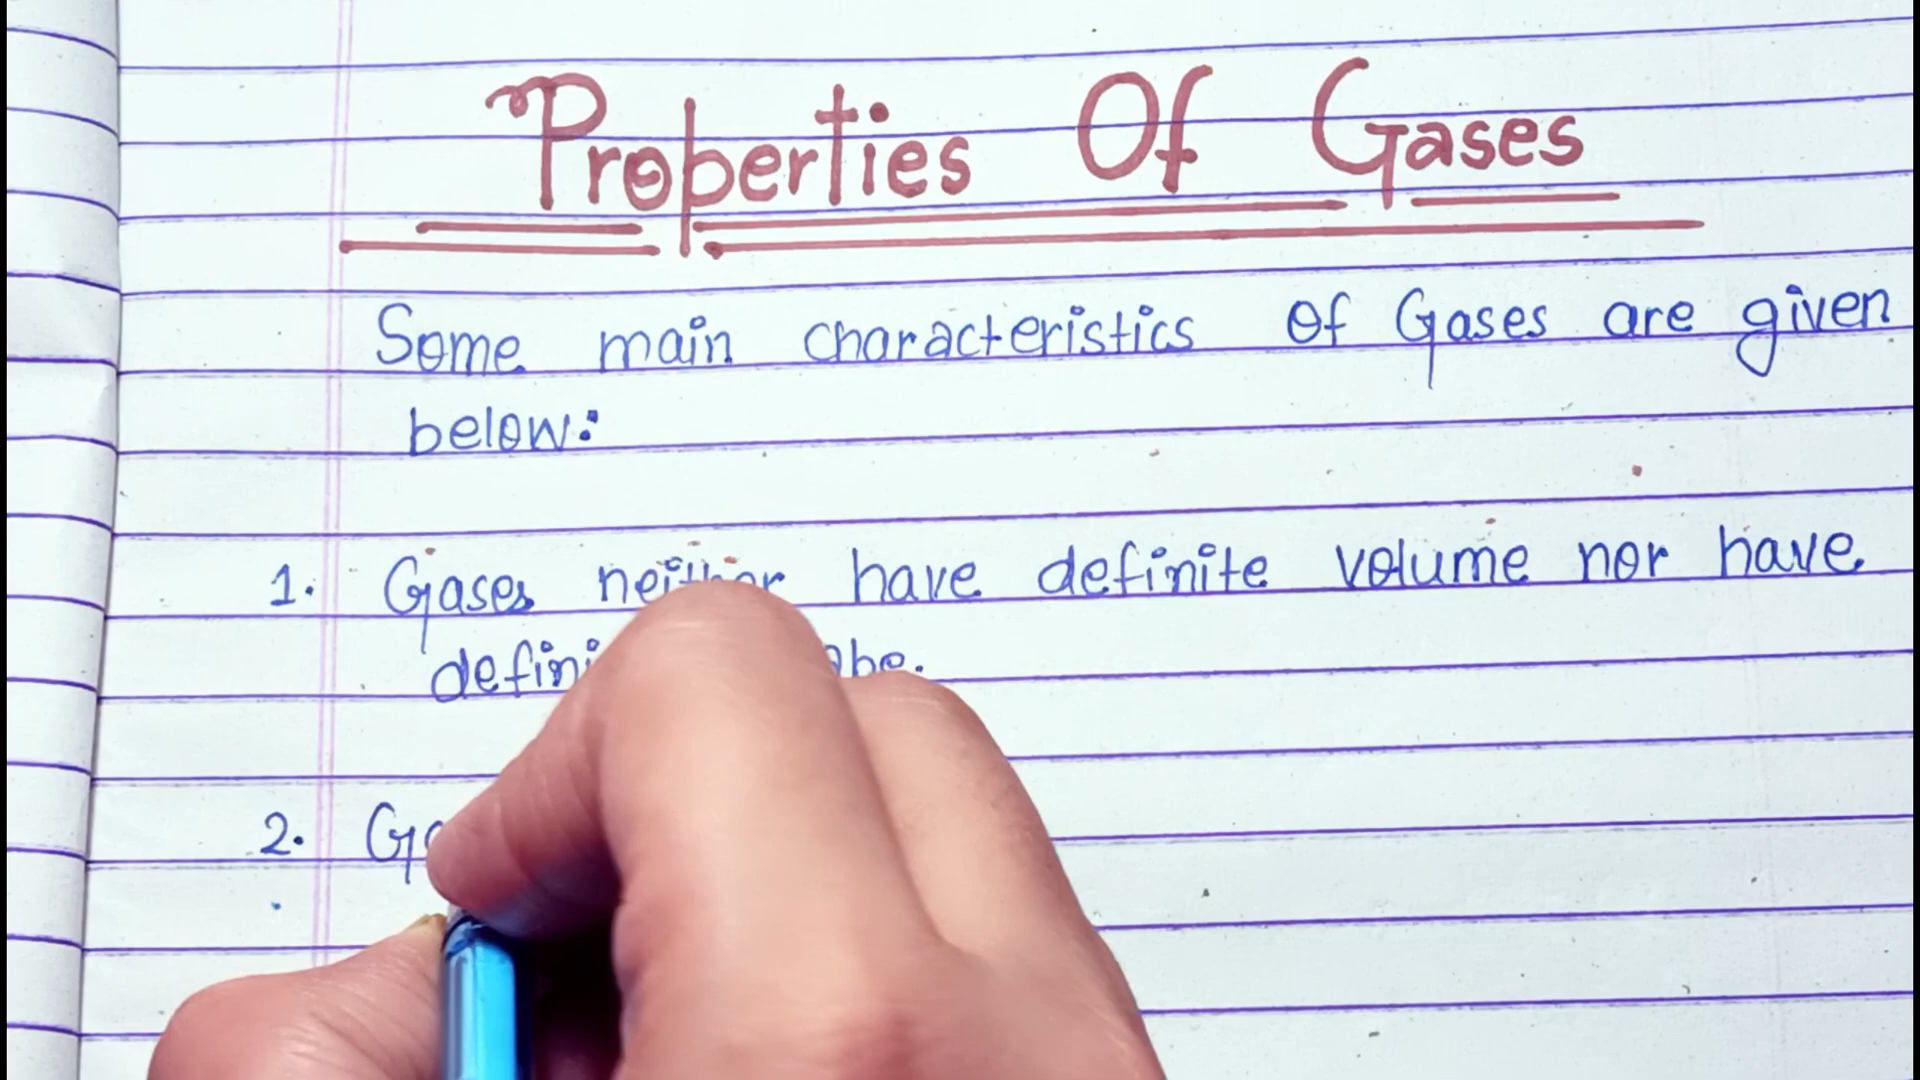 Properties Of Gases
Some main characteristics Of Gases are given
below:
1. Gases neither have definite volume nor have
2.